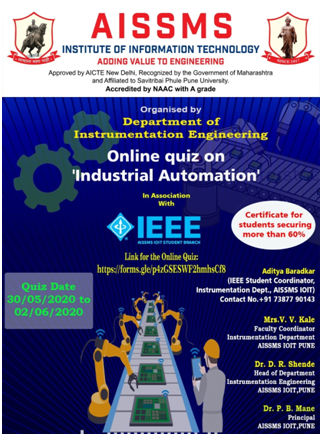 AISSMS
INSTITUTE OF INFORMATION TECHNOLOGY
ADDING VALUE TO ENGINEERING
Approved by AICTE New Delhi, Recognized by the Government of Maharashtra
and Affiliated to Savitribai Phule Pune University.
Accredited by NAAC with A grade
Organised by
Department of
Instrumentation Engineering
Online quiz on
'Industrial Automation'
In Association
With
IEEE
AISSMS IOIT STUDENT BRANCH
Certificate for
students securing
more than 60%
Link for the Online Quiz:
https://forms.gle/p4zGSESWF2hmhsCf8
Quiz Date
30/05/2020 to
02/06/2020
Aditya Baradkar
(IEEE Student Coordinator,
Instrumentation Dept., AISSMS IOIT)
Contact No.+91 73877 90143
Mrs.V. V. Kale
Faculty Coordinator
Instrumentation Department
AISSMS IOIT PUNE
Dr. D. R. Shende
Head of Department
Instrumentation Engineering
AISSMS IOIT,PUNE
Dr. P. B. Mane
Principal
AISSMS IOIT,PUNE